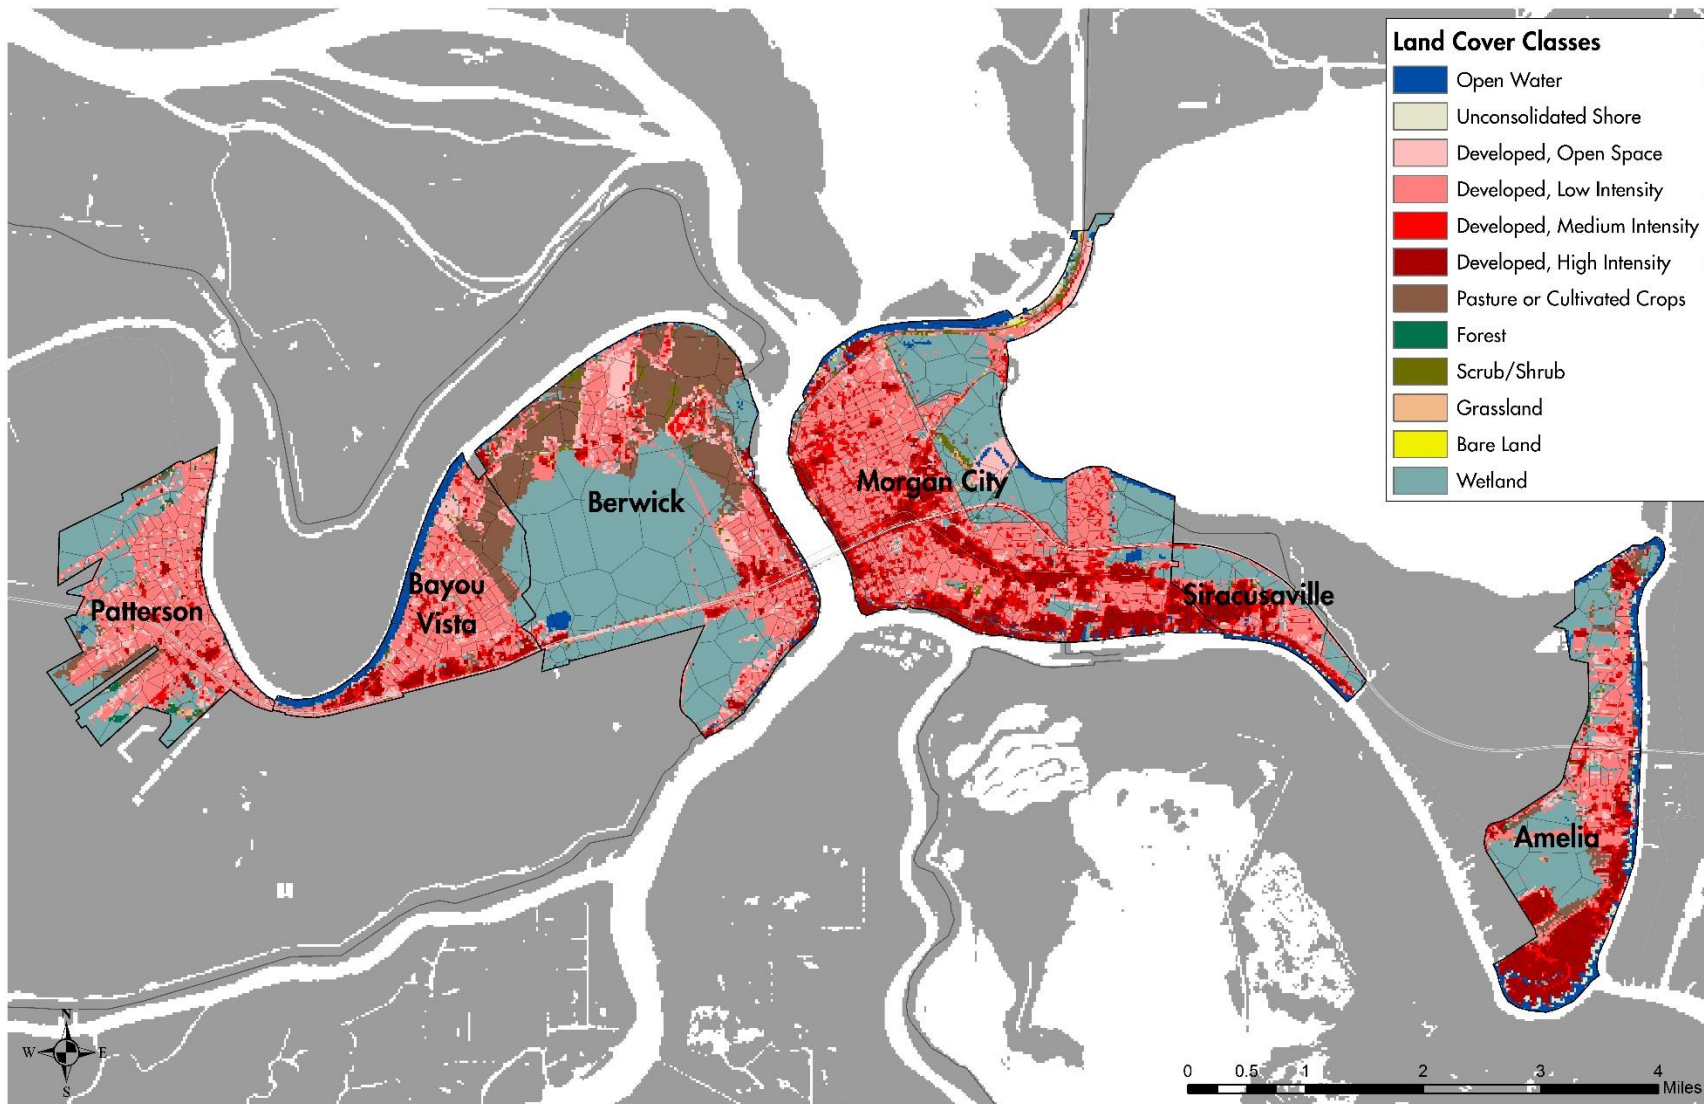 Land Cover Classes
Open Water
Unconsolidated Shore
Developed, Open Space
Developed, Low Intensity
Developed, Medium Intensity
Developed, High Intensity
Pasture or Cultivated Crops
Forest
Scrub/Shrub
Grassland
Bare Land
Wetland
Morgan City
Berwick
Bayou
Vista
Patterson
Siracusaville
Amelia
N
W E
S
0 0.5 1 2 3 4
Miles